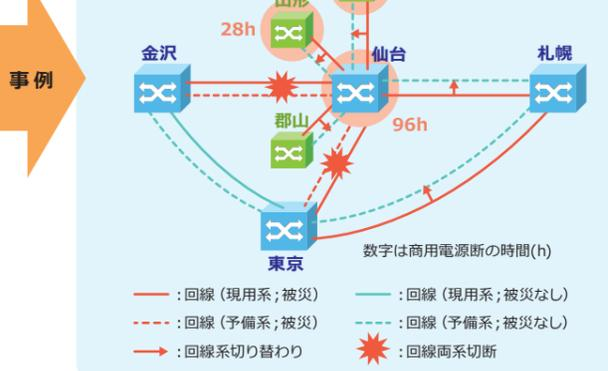 山形
28h
金沢
仙台
札幌
事例
郡山
96h
東京
数字は商用電源断の時間(h)
:回線（現用系;被災）
:回線（現用系;被災なし）
:回線（予備系;被災）
:回線（予備系;被災なし）
:回線系切り替わり
:回線両系切断